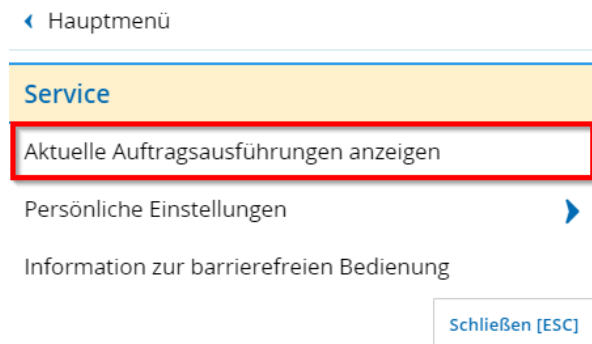 Hauptmenü
Service
Aktuelle Auftragsausführungen anzeigen
Persönliche Einstellungen
Information zur barrierefreien Bedienung
Schließen [ESC]